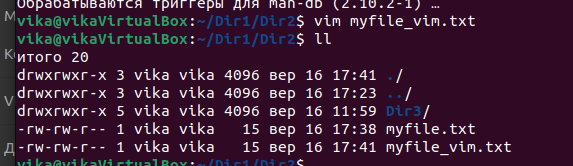 Обрабатываются триггеры для man-db (2.10.2-1) …
vika@vikaVirtualBox:~/Dir1/Dir2$ vim myfile_vim.txt
vika@vikaVirtualBox:~/Dir1/Dir2$ ll
итого 20
drwxrwxr-x 3 vika vika 4096 вер 16 17:41 ./
drwxrwxr-x 3 vika vika 4096 вер 16 17:23 ../
drwxrwxr-x 5 vika vika 4096 вер 16 11:59 Dir3/
-rw-rw-r-- 1 vika vika   15 вер 16 17:38 myfile.txt
-rw-rw-r-- 1 vika vika   15 вер 16 17:41 myfile_vim.txt
vika@vikaVirtualBox:~/Dir1/Dir2$